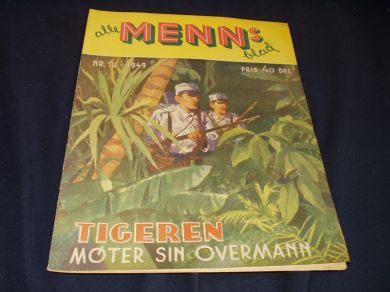 alle MENNs
blad
NR. 10 - 1949 PRIS 40 ØRE
TIGEREN
MØTER SIN OVERMANN